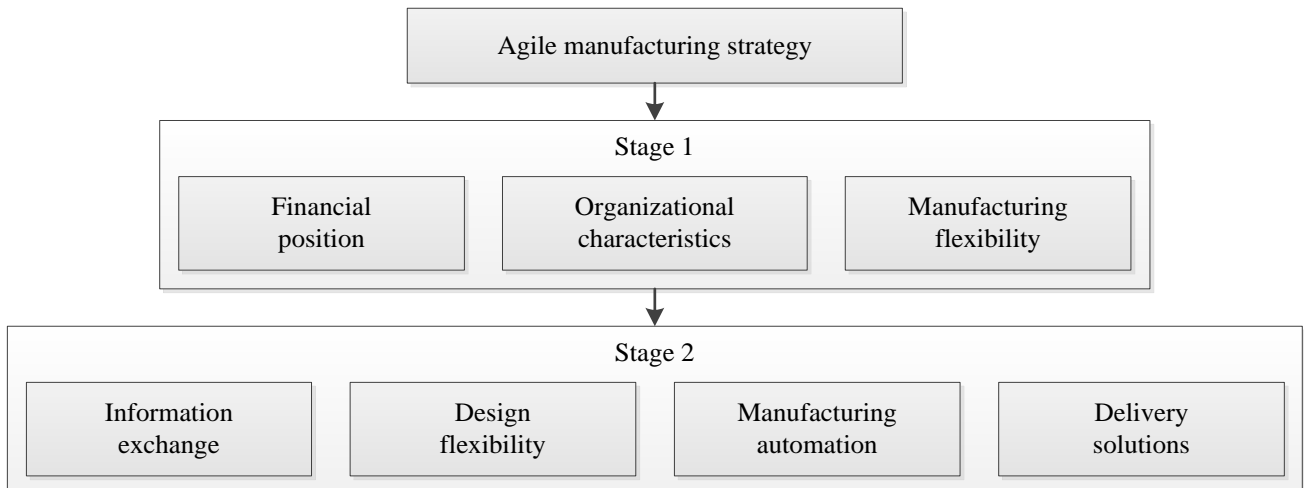 Agile manufacturing strategy
Stage 1
Financial
position
Organizational
characteristics
Manufacturing
flexibility
Stage 2
Information
exchange
Design
flexibility
Manufacturing
automation
Delivery
solutions